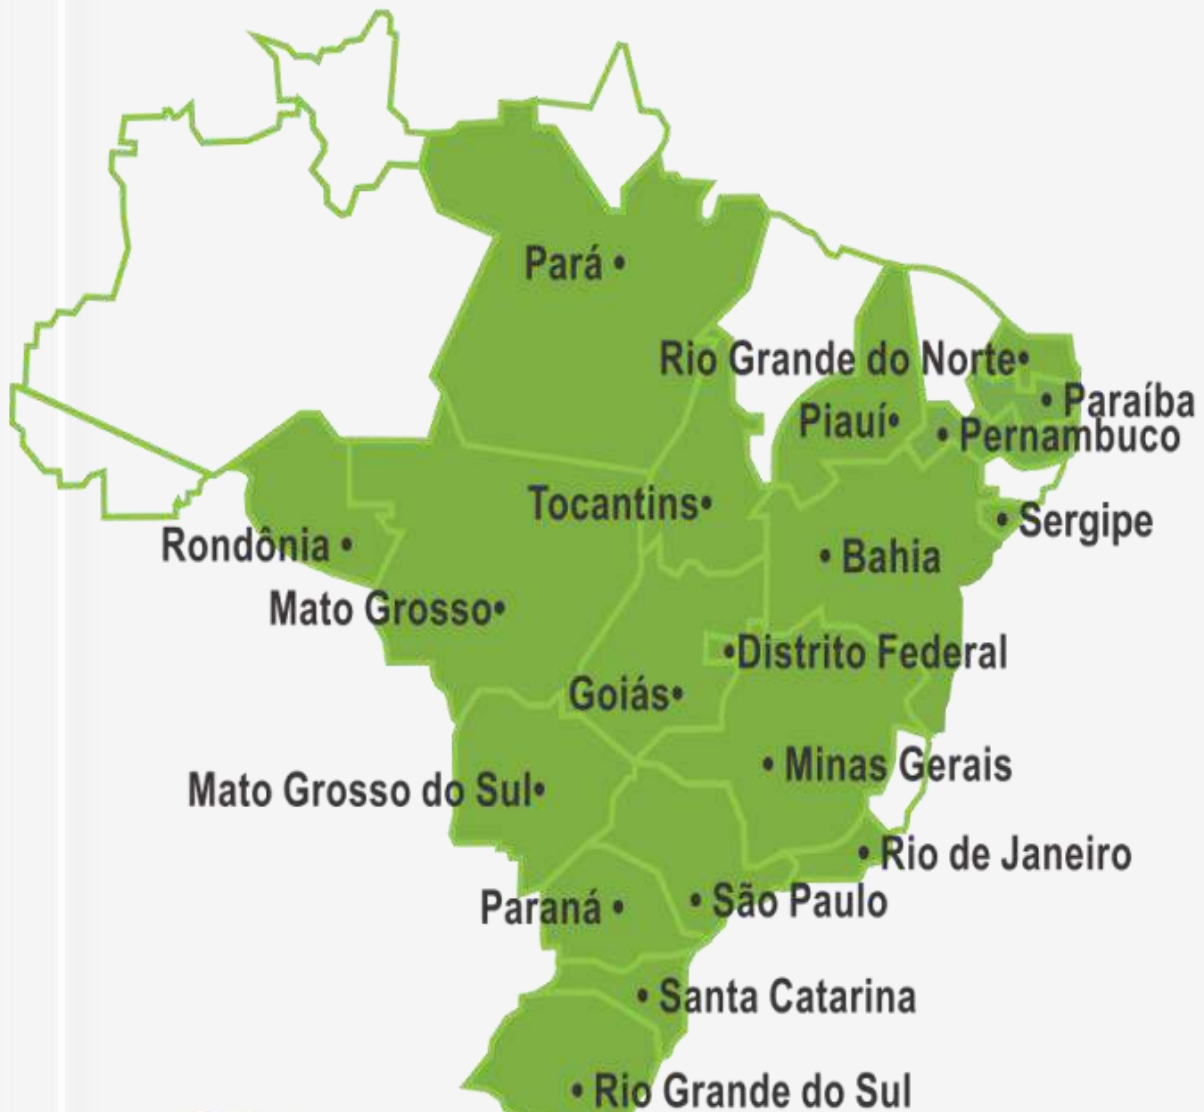 Pará
Rio Grande do Norte
Paraíba
Piauí
Pernambuco
Tocantins
Sergipe
Rondônia
Bahia
Mato Grosso
Distrito Federal
Goiás
Minas Gerais
Mato Grosso do Sul
Rio de Janeiro
Paraná
São Paulo
Santa Catarina
Rio Grande do Sul